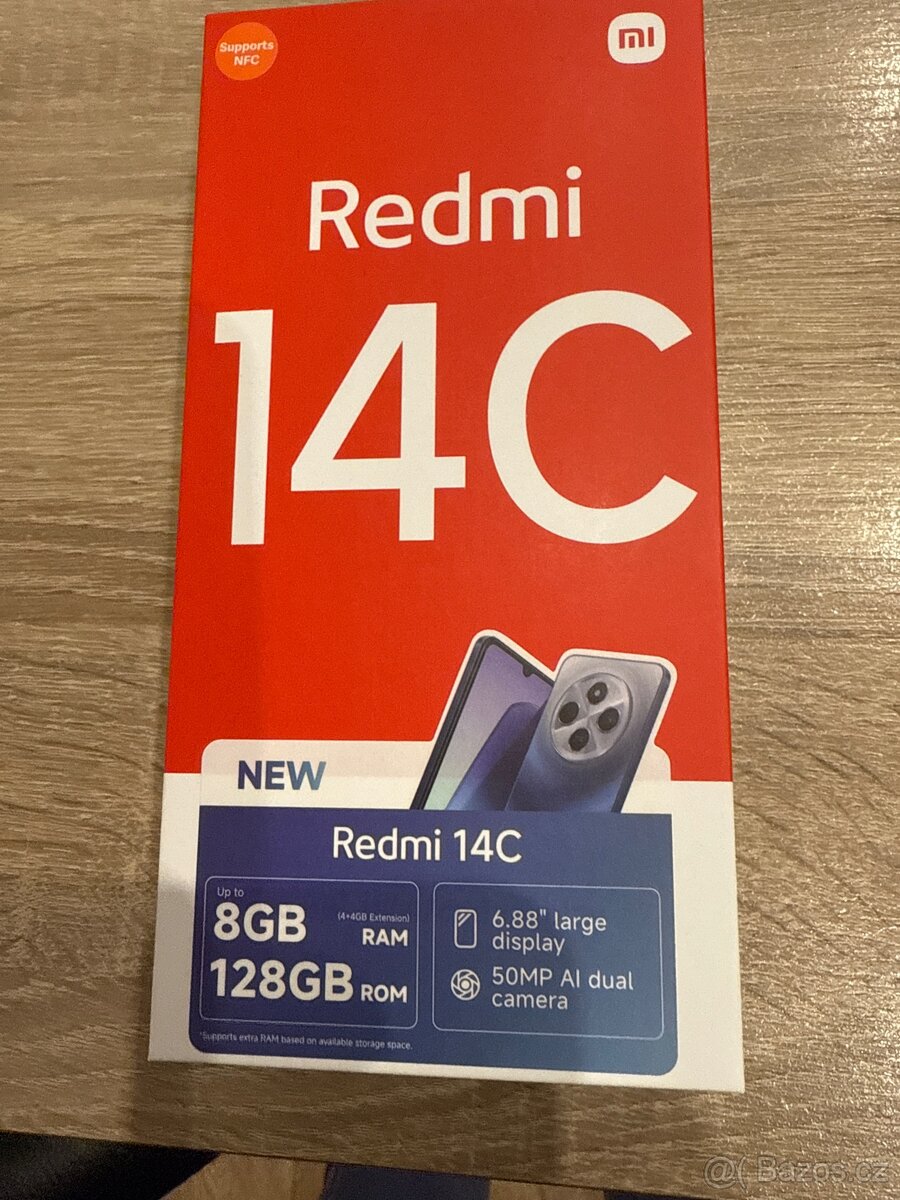 Supports
NFC
mi
Redmi
14C
NEW
Redmi 14C
Up to
8GB (4+4GB Extension) RAM
128GB ROM
6.88" large
display
50MP AI dual
camera
*Supports extra RAM based on available storage space.
@( Bazos.cz